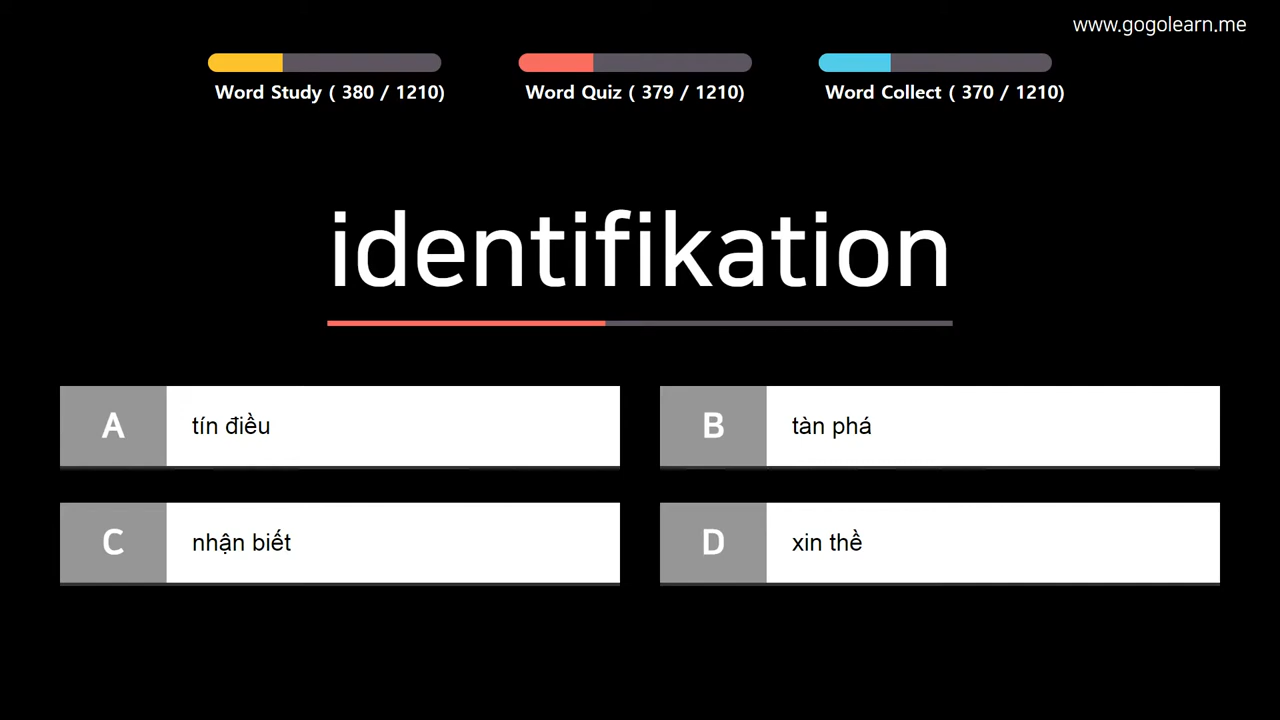 www.gogolearn.me
Word Study ( 380 / 1210)
Word Quiz ( 379 / 1210)
Word Collect ( 370 / 1210)
identifikation
A tín điều
B tàn phá
C nhận biết
D xin thề